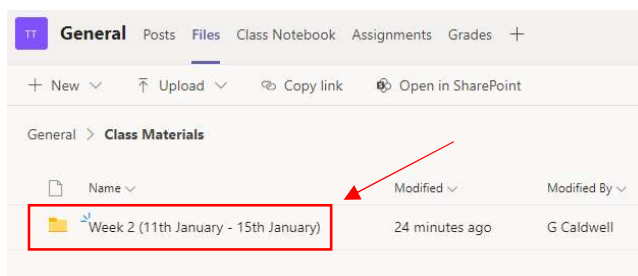 TT General Posts Files Class Notebook Assignments Grades +
+ New Upload Copy link Open in SharePoint
General > Class Materials
Name Modified Modified By
Week 2 (11th January - 15th January) 24 minutes ago G Caldwell